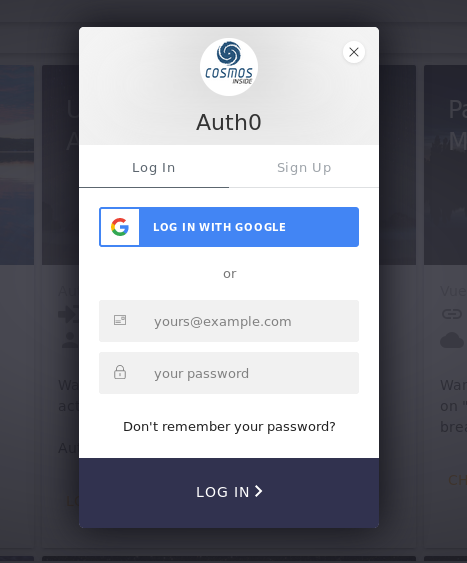 COSMOS
INSIDE
Auth0
Log In
Sign Up
G
LOG IN WITH GOOGLE
or
yours@example.com
your password
Don't remember your password?
LOG IN